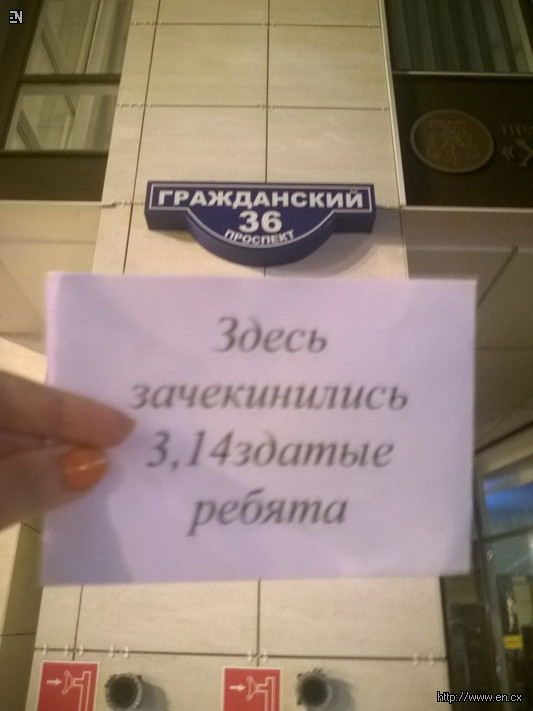 EN
ГРАЖДАНСКИЙ
36
ПРОСПЕКТ
Здесь
зачекинились
3,14здатые
ребята
http://www.en.cx